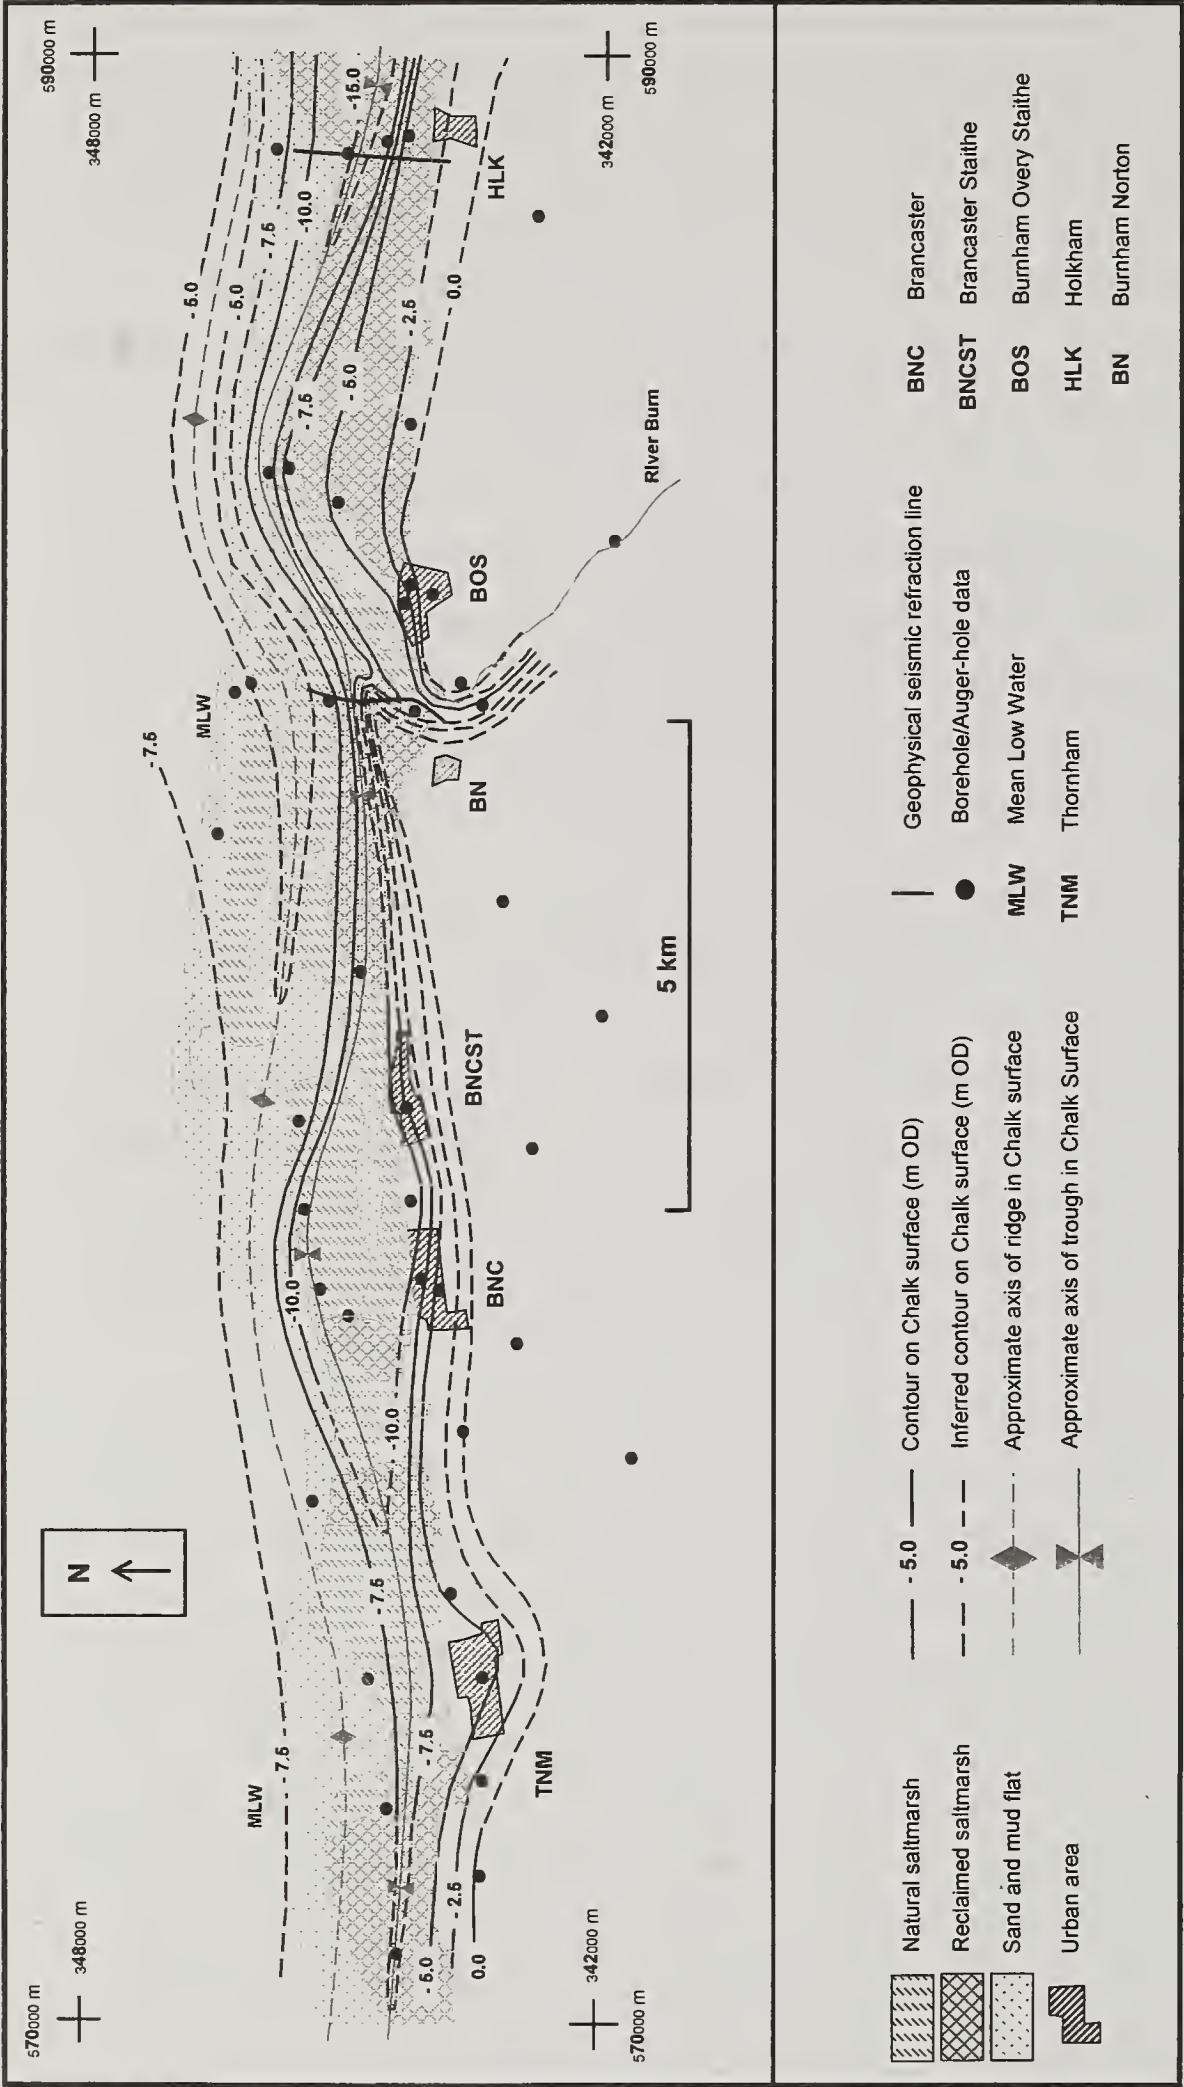 570000 m
348000 m
590000 m
348000 m
N
MLW
MLW
- 7.5
- 7.5
- 5.0
- 5.0
- 7.5
-10.0
-15.0
- 7.5
- 5.0
- 2.5
0.0
-10.0
-10.0
- 7.5
- 7.5
- 5.0
- 2.5
0.0
TNM
BNC
BNCST
BN
BOS
HLK
River Burn
5 km
342000 m
570000 m
342000 m
590000 m
Natural saltmarsh
Reclaimed saltmarsh
Sand and mud flat
Urban area
- 5.0 Contour on Chalk surface (m OD)
- 5.0 Inferred contour on Chalk surface (m OD)
Approximate axis of ridge in Chalk surface
Approximate axis of trough in Chalk Surface
Geophysical seismic refraction line
Borehole/Auger-hole data
MLW Mean Low Water
TNM Thornham
BNC Brancaster
BNCST Brancaster Staithe
BOS Burnham Overy Staithe
HLK Holkham
BN Burnham Norton